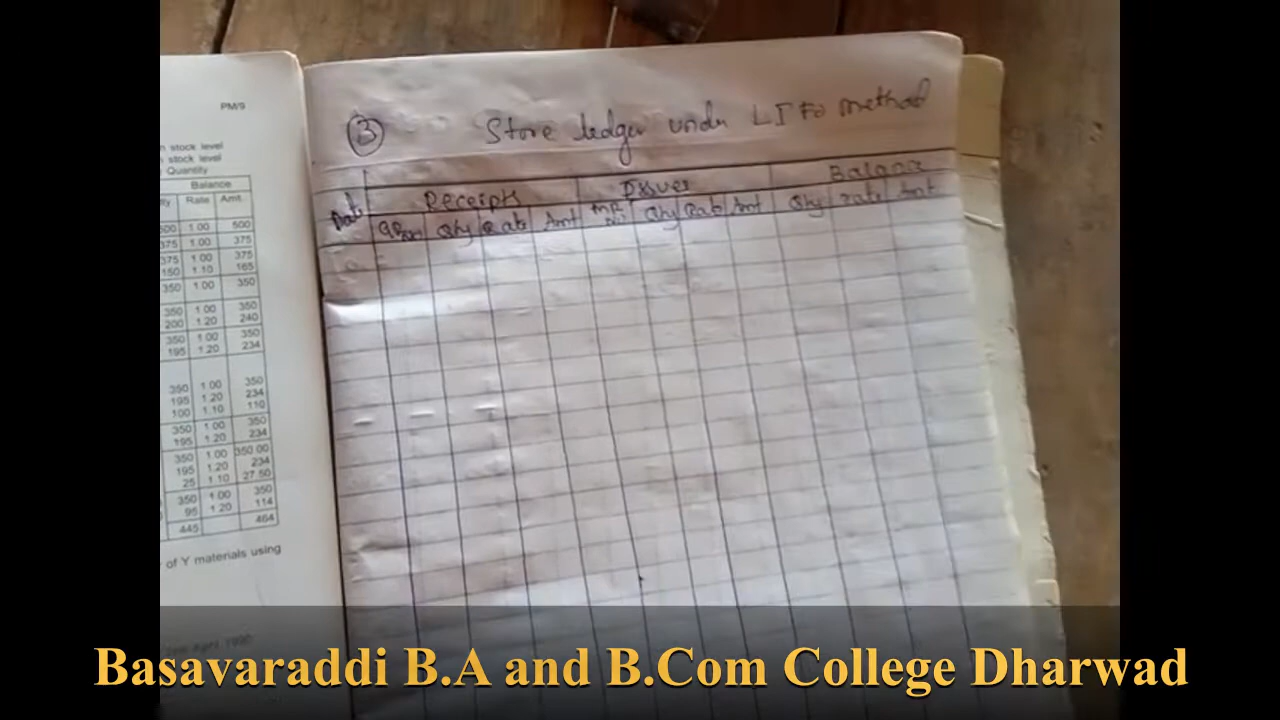 PM/9
n stock level
n stock level
Quantity
Balance
ty Rate Amt.
500 1.00 500
375 1.00 375
375 1.00 375
150 1.10 165
350 1.00 350
350 1.00 350
200 1.20 240
350 1.00 350
195 1.20 234
350 1.00 350
195 1.20 234
100 1.10 110
350 1.00 350
195 1.20 234
350 1.00 350.00
195 1.20 234
25 1.10 27.50
350 1.00 350
95 1.20 114
445 464
of Y materials using
3 Store ledger under LIFO method
Date Receipts Issues Balance
Qty Rate Amt Qty Rate Amt Qty rate Amt
Basavaraddi B.A and B.Com College Dharwad